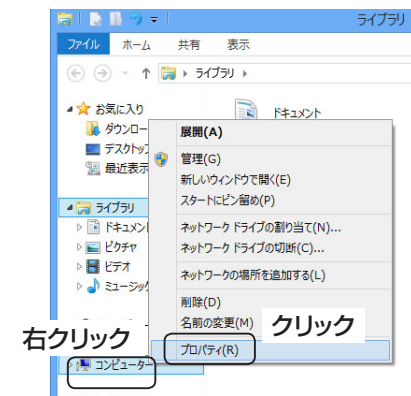 ライブラリ
ファイル ホーム 共有 表示
ライブラリ
お気に入り
ドキュメント
ダウンロー
展開(A)
デスクトッ
管理(G)
最近表示
新しいウィンドウで開く(E)
スタートにピン留め(P)
ライブラリ
ネットワーク ドライブの割り当て(N)...
ドキュメン
ネットワーク ドライブの切断(C)...
ピクチャ
ビデオ
ネットワークの場所を追加する(L)
ミュージック
削除(D)
名前の変更(M)
クリック
右クリック
プロパティ(R)
コンピューター